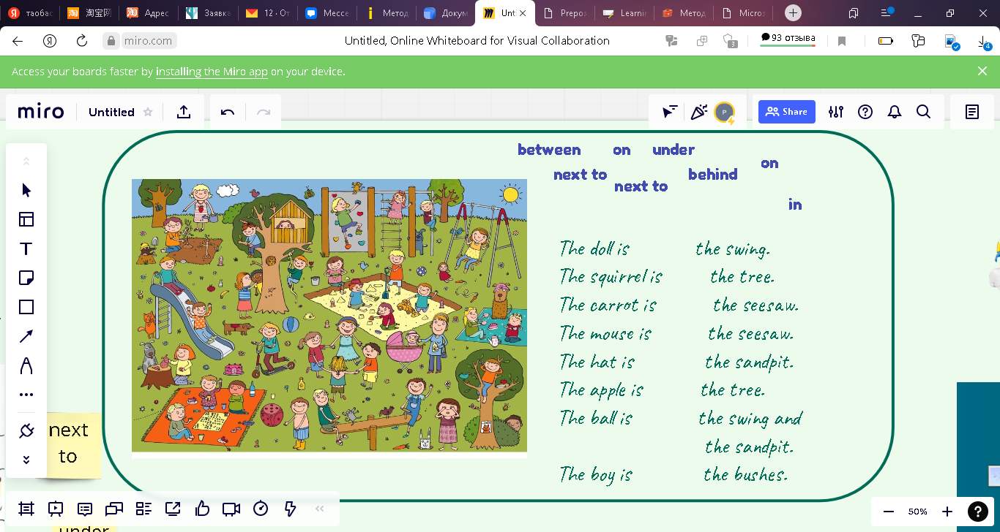 таобас
淘宝网
Адрес
Заявка
12 · От
Мессе
Метод
Докум
Unt
Prepos
Learnin
Метод
Micros
miro.com
Untitled, Online Whiteboard for Visual Collaboration
3
93 отзыва
4
Access your boards faster by installing the Miro app on your device.
miro
Untitled
P
Share
between on under
on
next to behind
next to
in
The doll is the swing.
The squirrel is the tree.
The carrot is the seesaw.
The mouse is the seesaw.
The hat is the sandpit.
The apple is the tree.
The ball is the swing and
the sandpit.
The boy is the bushes.
next
to
under
50%